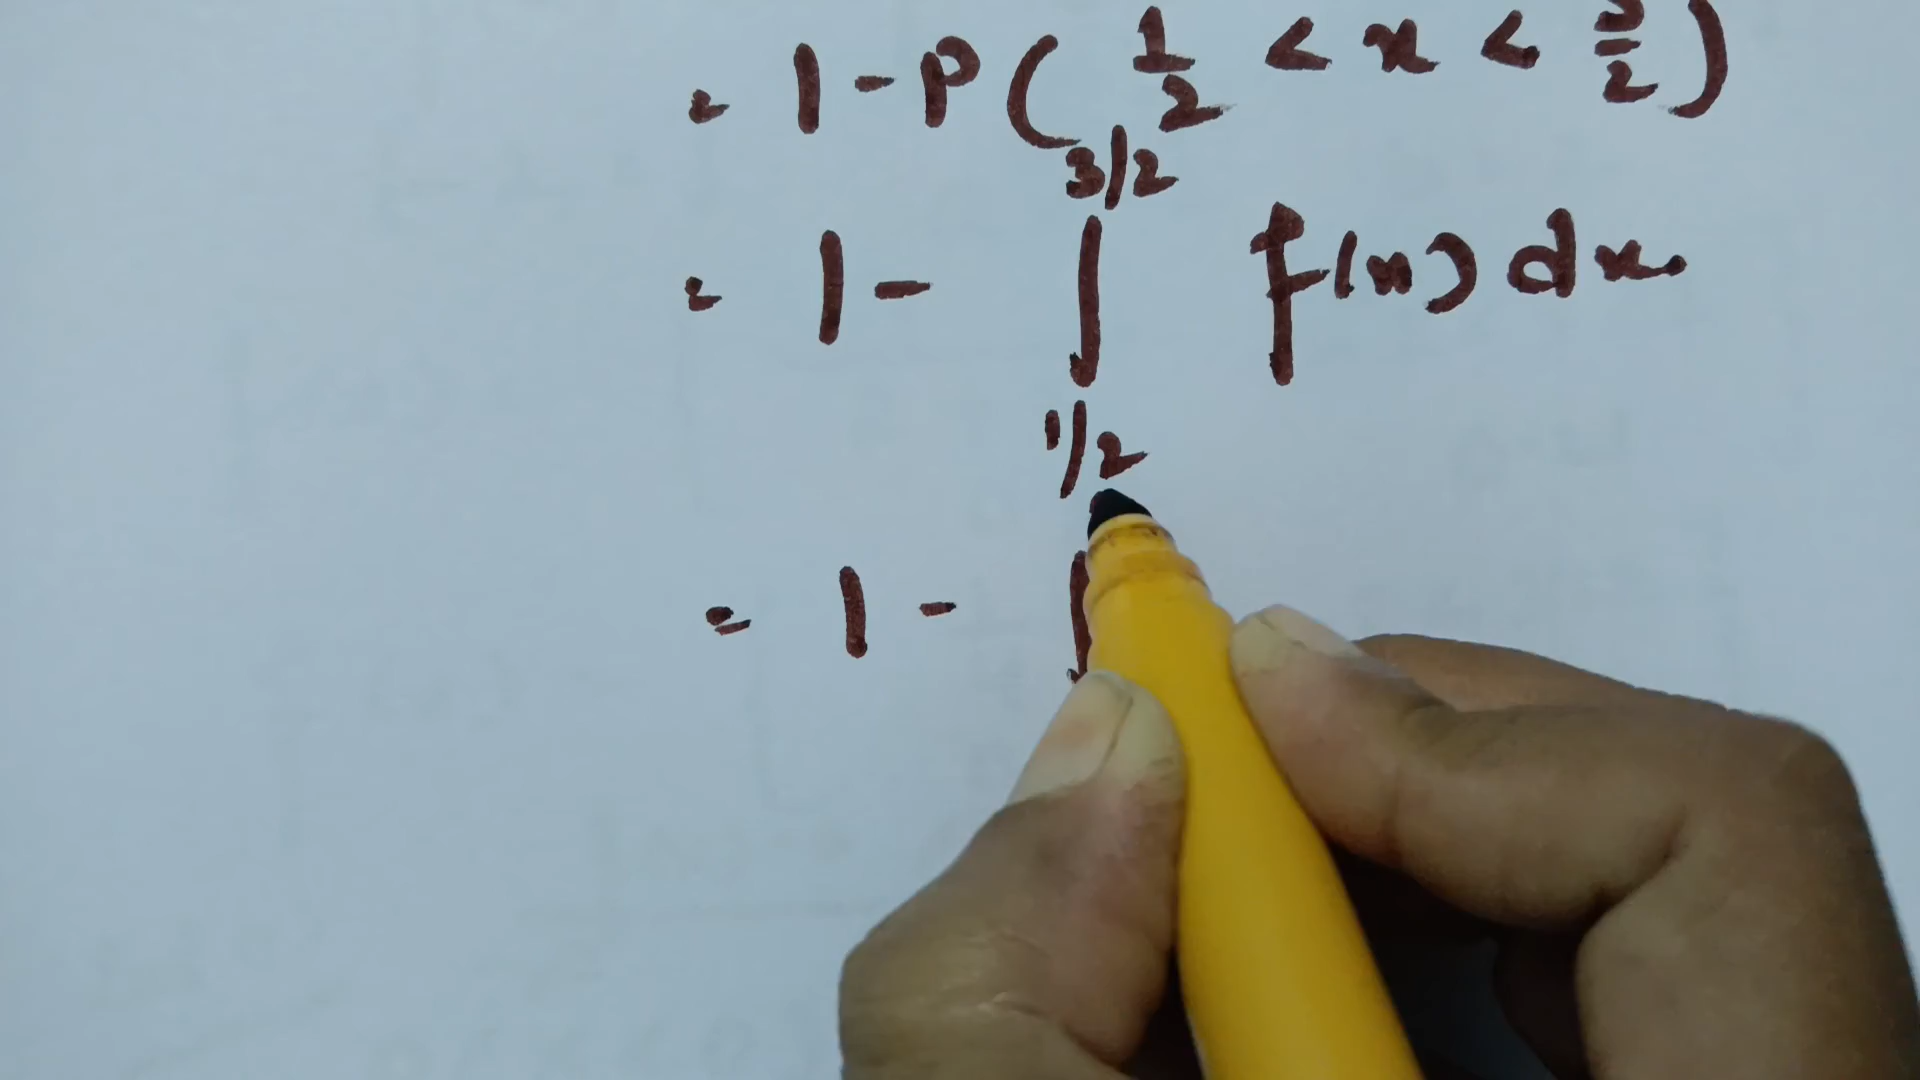 = 1 - P ( 1/2 < x < 3/2 )
= 1 - ∫ 3/2 1/2 f(x) dx
= 1 - ∫